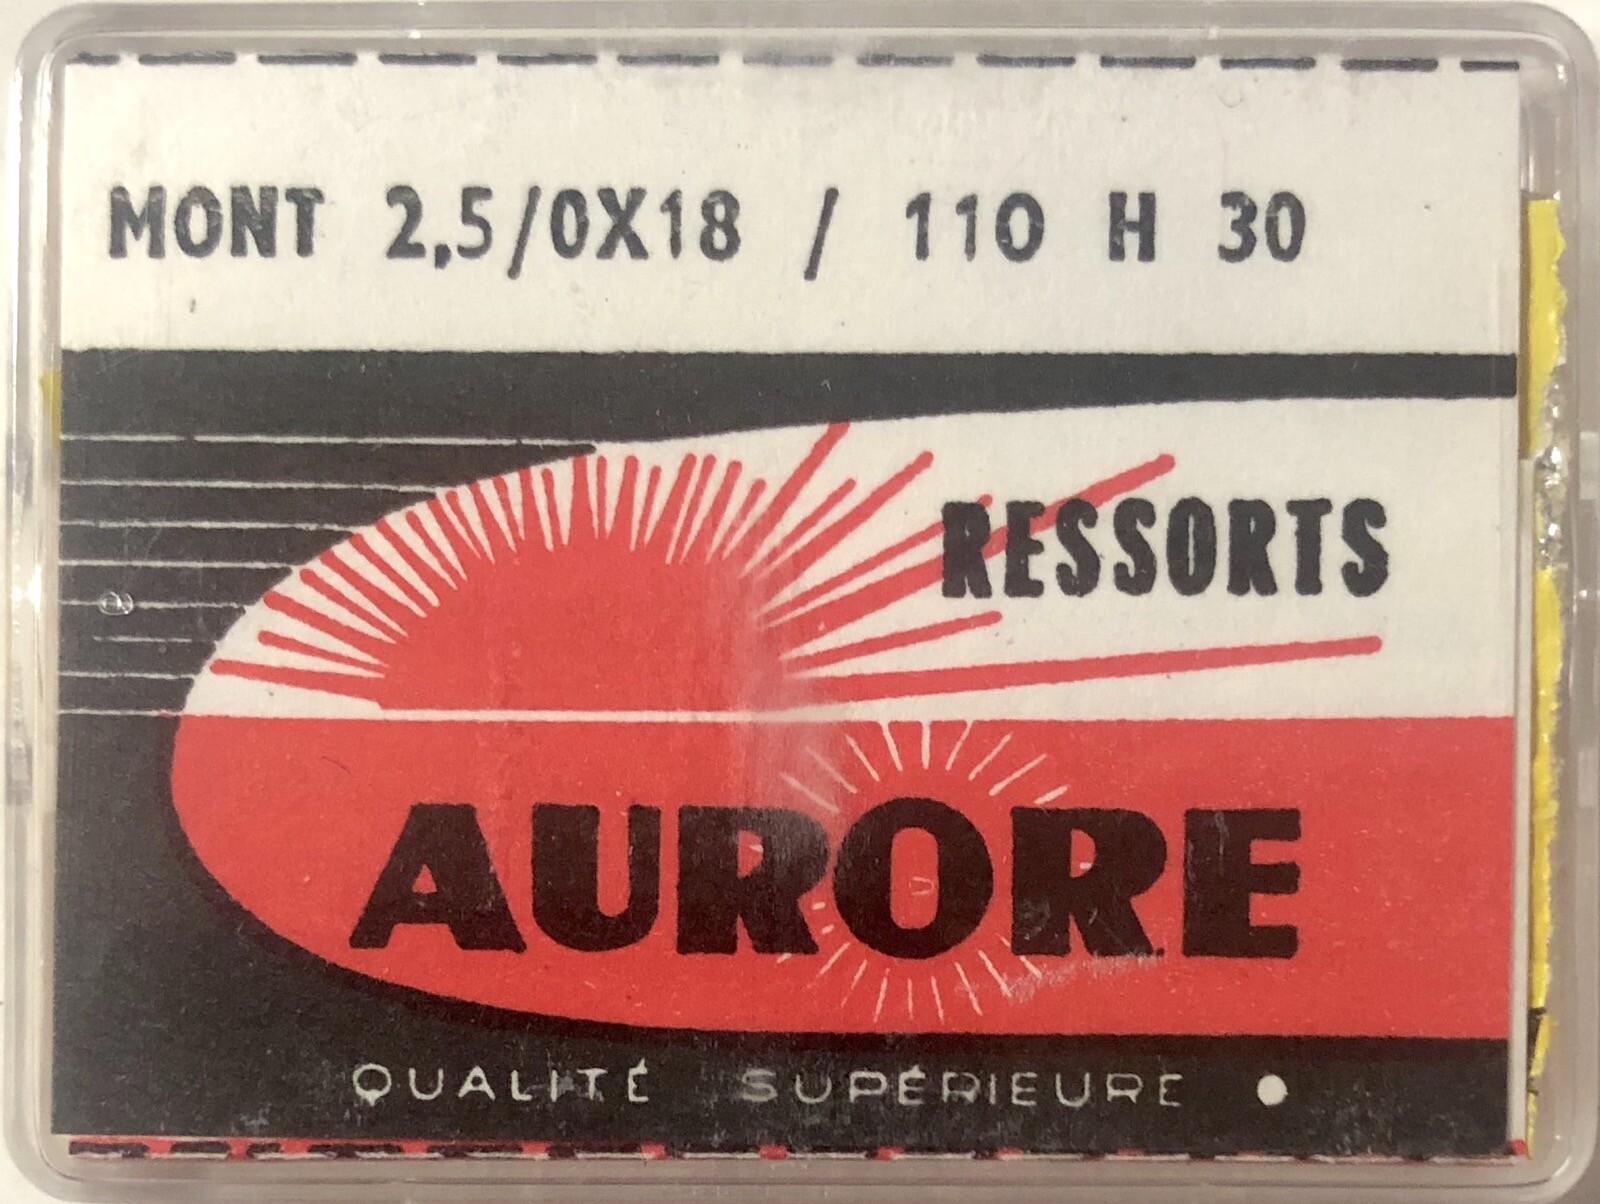 MONT 2,5/0X18 / 110 H 30
RESSORTS
AURORE
QUALITÉ SUPÉRIEURE